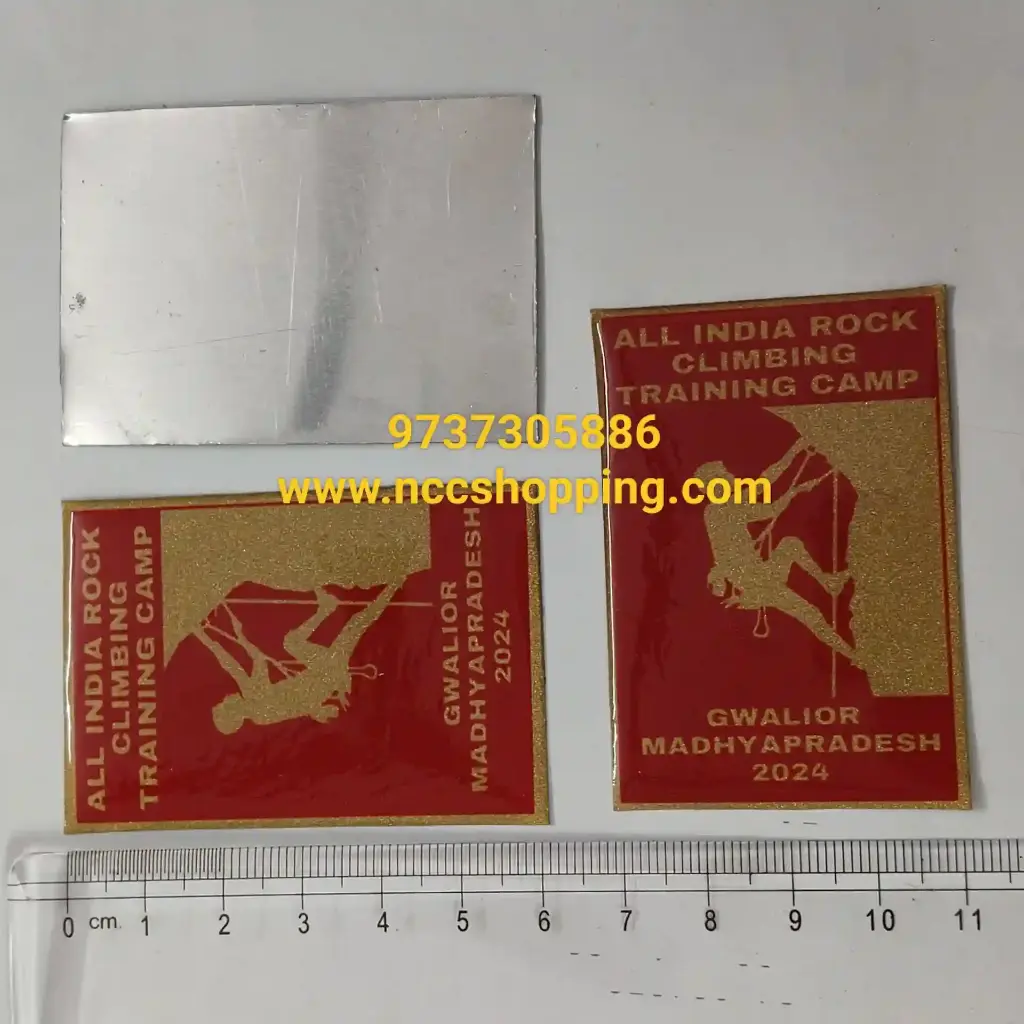 ALL INDIA ROCK
CLIMBING
TRAINING CAMP
9737305886
www.nccshopping.com
GWALIOR
MADHYAPRADESH
2024
ALL INDIA ROCK
CLIMBING
TRAINING CAMP
GWALIOR
MADHYAPRADESH
2024
0 cm. 1 2 3 4 5 6 7 8 9 10 11